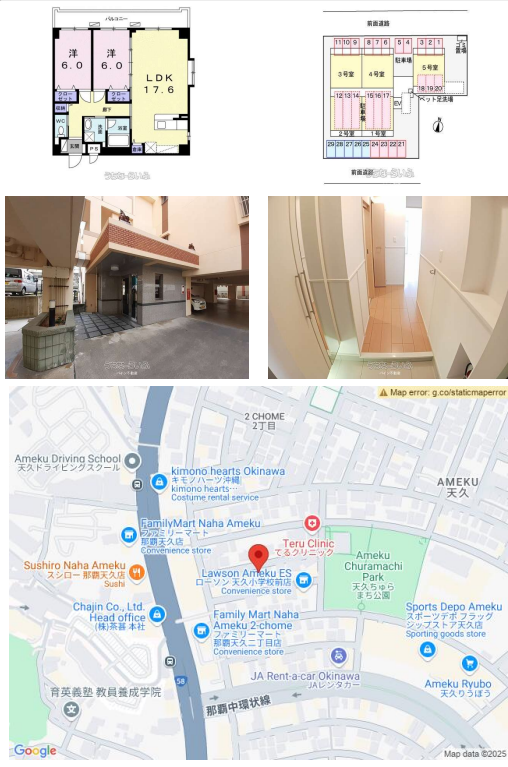 バルコニー
洋
6.0
洋
6.0
LDK
17.6
クローゼット
クローゼット
収納
廊下
WC
洗面
浴室
玄関
PS
倉庫
前面道路
11 10 9 8 7 6 5 4 3 2 1
ゴミ置場
3号室
4号室
駐車場
5号室
18 19 20
ペット足洗場
12 13 14
駐車場
15 16 17
EV
2号室
1号室
29 28 27 26 25 24 23 22 21
前面道路
Map error: g.co/staticmaperror
2 CHOME
2丁目
Ameku Driving School
天久ドライビングスクール
kimono hearts Okinawa
キモノハーツ沖縄
kimono hearts…
Costume rental service
AMEKU
天久
FamilyMart Naha Ameku
ファミリーマート
那覇天久店
Convenience store
Teru Clinic
てるクリニック
Sushiro Naha Ameku
スシロー 那覇天久店
Sushi
Lawson Ameku ES
ローソン 天久小学校前店
Convenience store
Ameku
Churamachi
Park
天久ちゅら
まち公園
Chajin Co., Ltd.
Head office
(株)茶甚 本社
Family Mart Naha
Ameku 2-chome
ファミリーマート
那覇天久二丁目店
Convenience store
Sports Depo Ameku
スポーツデポ フラッグ
シップストア天久店
Sporting goods store
JA Rent-a-car Okinawa
JAレンタカー
Ameku Ryubo
天久りうぼう
58
育英義塾 教員養成学院
那覇中環状線
Google
Map data ©2025